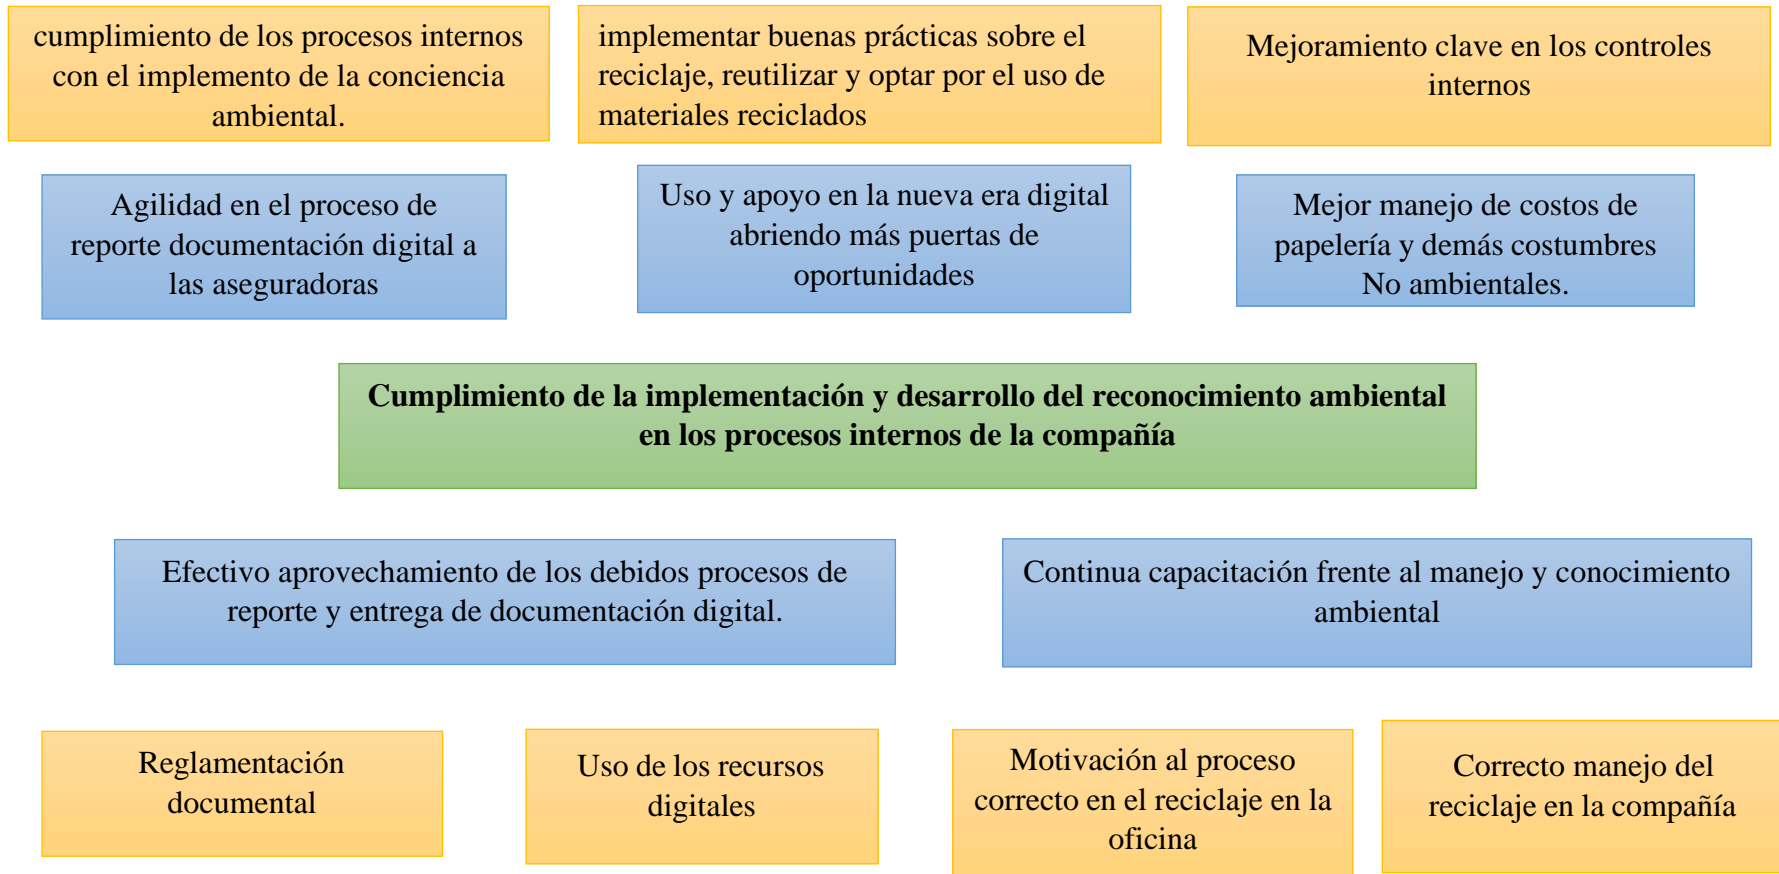 cumplimiento de los procesos internos
con el implemento de la conciencia
ambiental.
implementar buenas prácticas sobre el
reciclaje, reutilizar y optar por el uso de
materiales reciclados
Mejoramiento clave en los controles
internos
Agilidad en el proceso de
reporte documentación digital a
las aseguradoras
Uso y apoyo en la nueva era digital
abriendo más puertas de
oportunidades
Mejor manejo de costos de
papelería y demás costumbres
No ambientales.
Cumplimiento de la implementación y desarrollo del reconocimiento ambiental
en los procesos internos de la compañía
Efectivo aprovechamiento de los debidos procesos de
reporte y entrega de documentación digital.
Continua capacitación frente al manejo y conocimiento
ambiental
Reglamentación
documental
Uso de los recursos
digitales
Motivación al proceso
correcto en el reciclaje en la
oficina
Correcto manejo del
reciclaje en la compañía